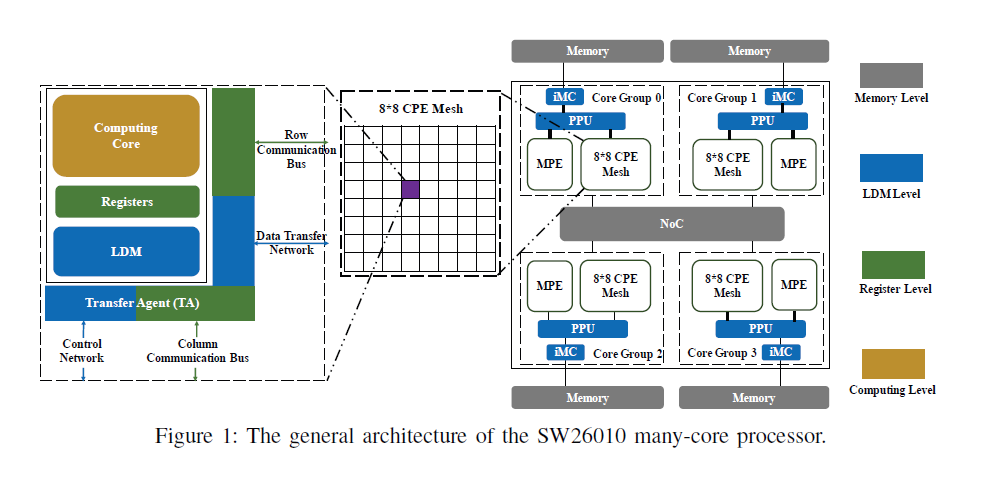 Computing
Core
Registers
LDM
Transfer Agent (TA)
Control
Network
Column
Communication Bus
Row
Communication
Bus
Data Transfer
Network
8*8 CPE Mesh
Memory
Memory
iMC
Core Group 0
PPU
MPE
8*8 CPE
Mesh
Core Group 1
iMC
PPU
8*8 CPE
Mesh
MPE
NoC
MPE
8*8 CPE
Mesh
PPU
iMC
Core Group 2
8*8 CPE
Mesh
MPE
PPU
Core Group 3
iMC
Memory
Memory
Memory Level
LDM Level
Register Level
Computing Level
Figure 1: The general architecture of the SW26010 many-core processor.